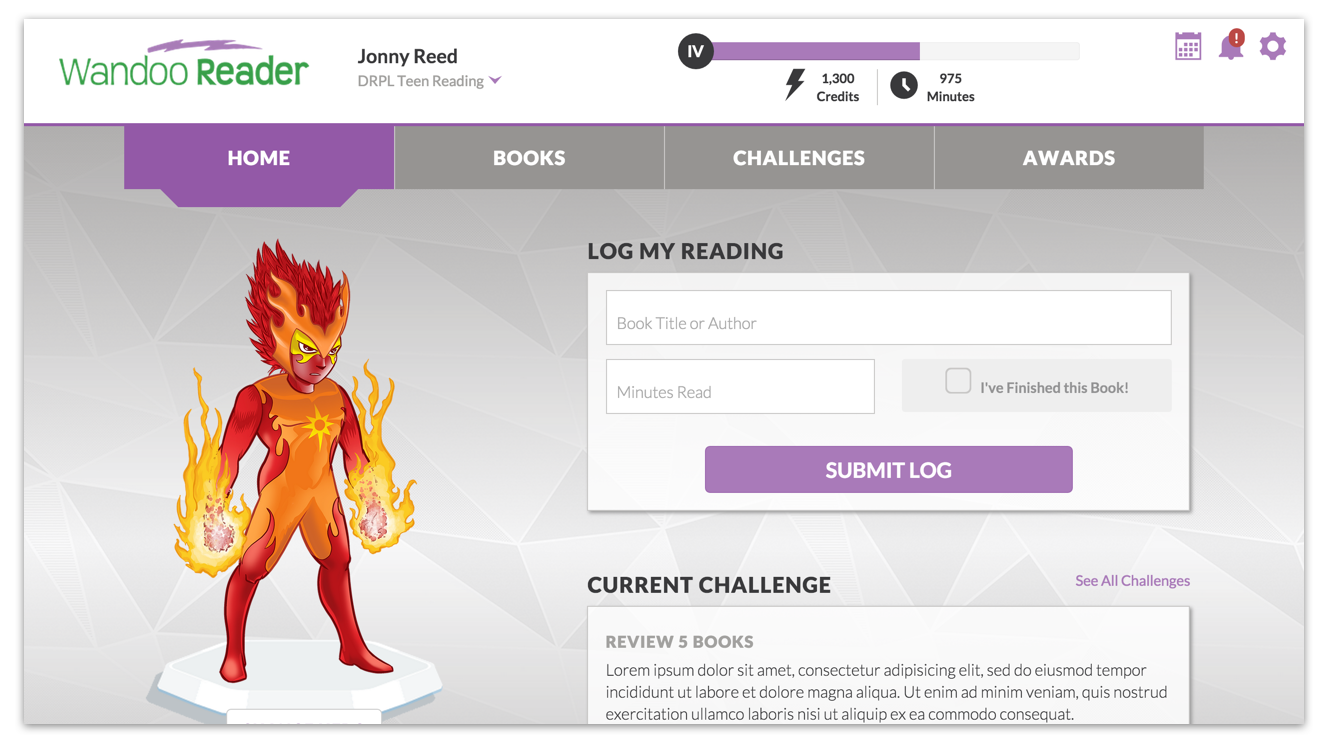 Wandoo Reader
Jonny Reed
DRPL Teen Reading
IV
1,300
Credits
975
Minutes
!
HOME
BOOKS
CHALLENGES
AWARDS
LOG MY READING
Book Title or Author
Minutes Read
I've Finished this Book!
SUBMIT LOG
CURRENT CHALLENGE
See All Challenges
REVIEW 5 BOOKS
Lorem ipsum dolor sit amet, consectetur adipisicing elit, sed do eiusmod tempor
incididunt ut labore et dolore magna aliqua. Ut enim ad minim veniam, quis nostrud
exercitation ullamco laboris nisi ut aliquip ex ea commodo consequat.